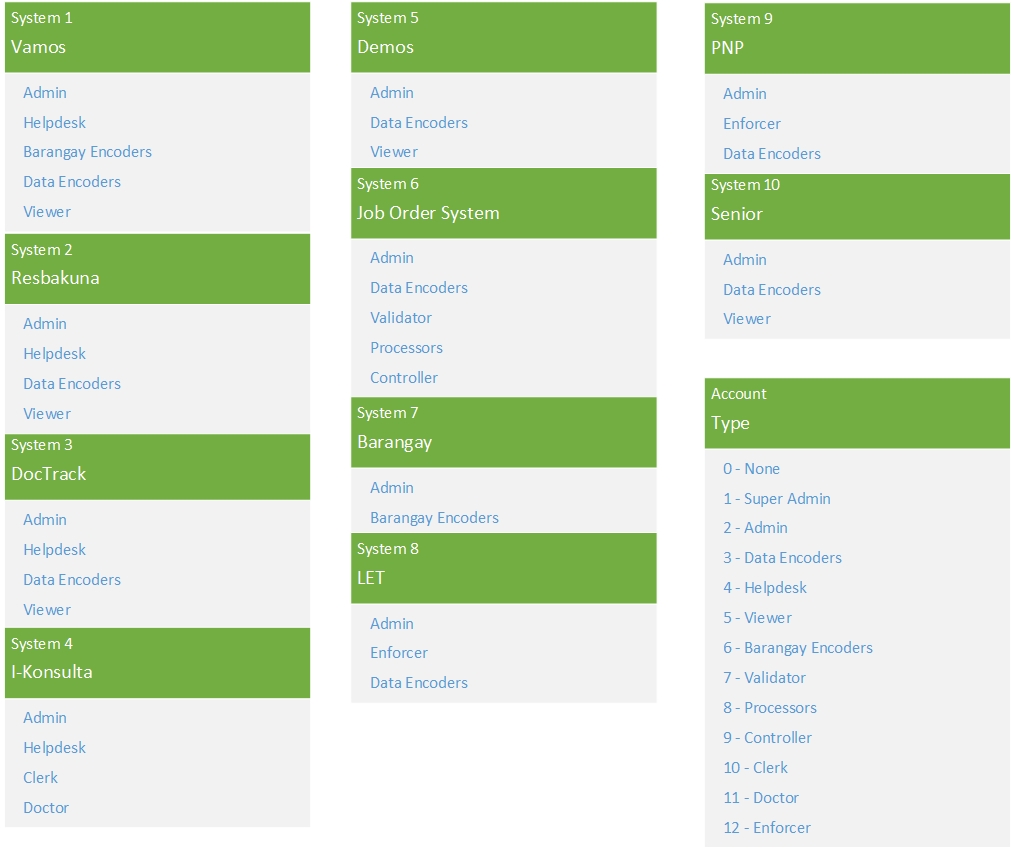 System 1
Vamos
Admin
Helpdesk
Barangay Encoders
Data Encoders
Viewer
System 2
Resbakuna
Admin
Helpdesk
Data Encoders
Viewer
System 3
DocTrack
Admin
Helpdesk
Data Encoders
Viewer
System 4
I-Konsulta
Admin
Helpdesk
Clerk
Doctor
System 5
Demos
Admin
Data Encoders
Viewer
System 6
Job Order System
Admin
Data Encoders
Validator
Processors
Controller
System 7
Barangay
Admin
Barangay Encoders
System 8
LET
Admin
Enforcer
Data Encoders
System 9
PNP
Admin
Enforcer
Data Encoders
System 10
Senior
Admin
Data Encoders
Viewer
Account
Type
0 - None
1 - Super Admin
2 - Admin
3 - Data Encoders
4 - Helpdesk
5 - Viewer
6 - Barangay Encoders
7 - Validator
8 - Processors
9 - Controller
10 - Clerk
11 - Doctor
12 - Enforcer